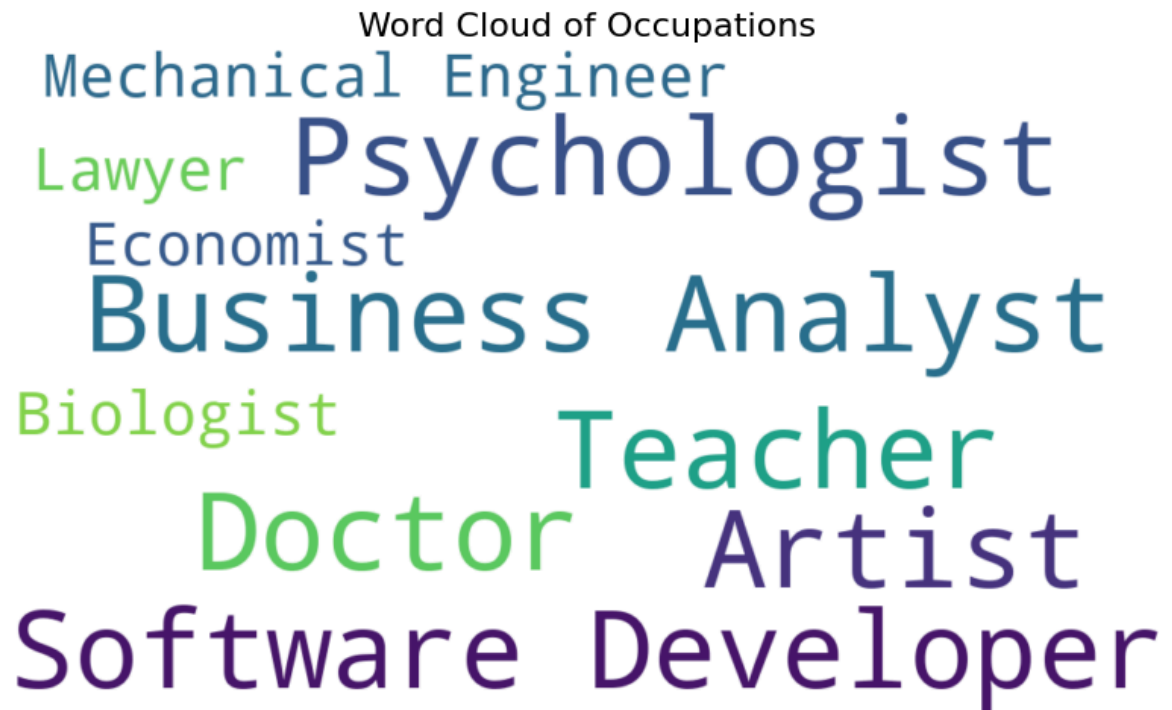 Word Cloud of Occupations
Mechanical Engineer
Psychologist
Lawyer
Economist
Business Analyst
Biologist
Teacher
Doctor
Artist
Software Developer